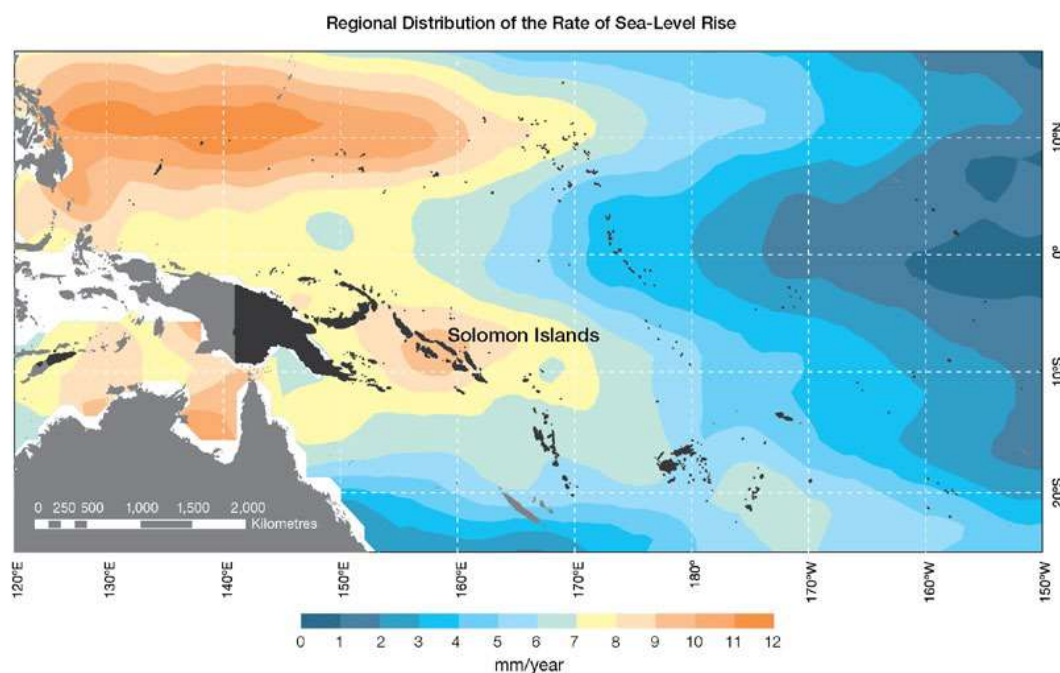 Regional Distribution of the Rate of Sea-Level Rise
10°N
0°
Solomon Islands
10°S
20°S
0 250 500 1,000 1,500 2,000
Kilometres
120°E 130°E 140°E 150°E 160°E 170°E 180° 170°W 160°W 150°W
0 1 2 3 4 5 6 7 8 9 10 11 12
mm/year